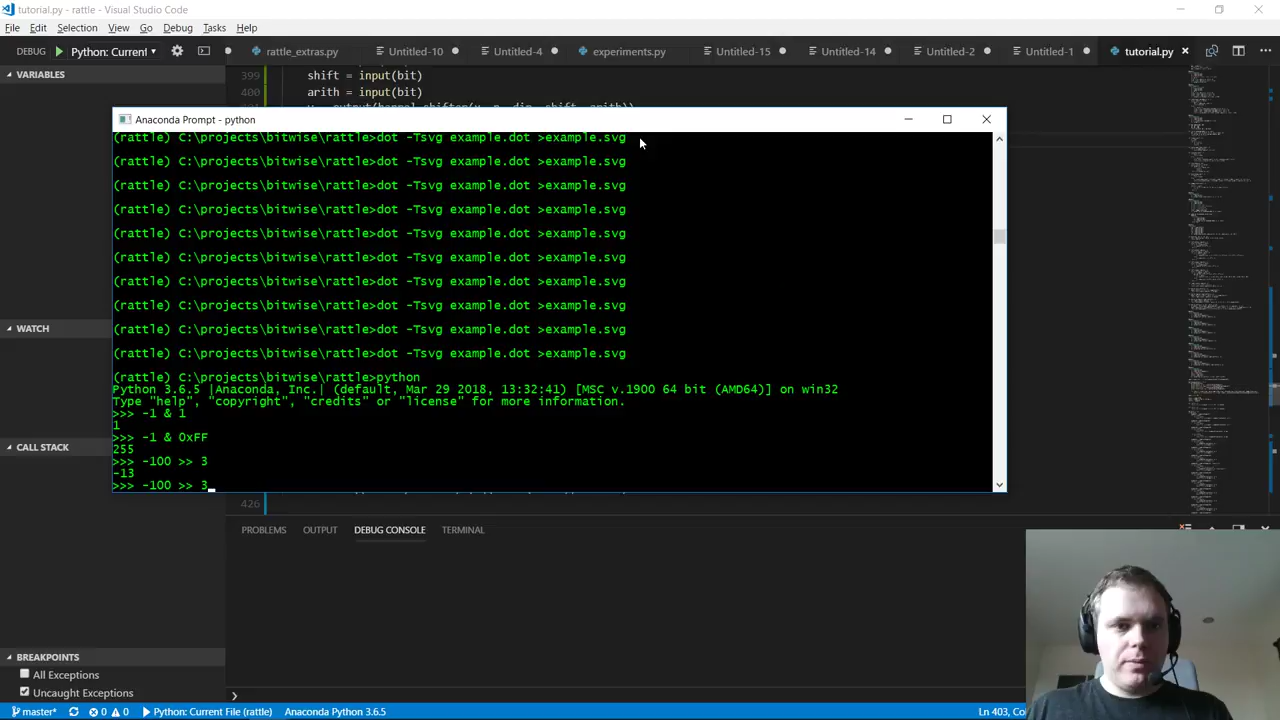 tutorial.py - rattle - Visual Studio Code
File Edit Selection View Go Debug Tasks Help
DEBUG Python: Current rattle_extras.py Untitled-10 Untitled-4 experiments.py Untitled-15 Untitled-14 Untitled-2 Untitled-1 tutorial.py
VARIABLES
399 shift = input(bit)
400 arith = input(bit)
Anaconda Prompt - python
(rattle) C:\projects\bitwise\rattle>dot -Tsvg example.dot >example.svg
(rattle) C:\projects\bitwise\rattle>dot -Tsvg example.dot >example.svg
(rattle) C:\projects\bitwise\rattle>dot -Tsvg example.dot >example.svg
(rattle) C:\projects\bitwise\rattle>dot -Tsvg example.dot >example.svg
(rattle) C:\projects\bitwise\rattle>dot -Tsvg example.dot >example.svg
(rattle) C:\projects\bitwise\rattle>dot -Tsvg example.dot >example.svg
(rattle) C:\projects\bitwise\rattle>dot -Tsvg example.dot >example.svg
(rattle) C:\projects\bitwise\rattle>dot -Tsvg example.dot >example.svg
(rattle) C:\projects\bitwise\rattle>dot -Tsvg example.dot >example.svg
(rattle) C:\projects\bitwise\rattle>dot -Tsvg example.dot >example.svg
(rattle) C:\projects\bitwise\rattle>python
Python 3.6.5 |Anaconda, Inc.| (default, Mar 29 2018, 13:32:41) [MSC v.1900 64 bit (AMD64)] on win32
Type "help", "copyright", "credits" or "license" for more information.
>>> -1 & 1
1
>>> -1 & 0xFF
255
>>> -100 >> 3
-13
>>> -100 >> 3
WATCH
CALL STACK
426
PROBLEMS OUTPUT DEBUG CONSOLE TERMINAL
BREAKPOINTS
All Exceptions
Uncaught Exceptions
master* 0 0 Python: Current File (rattle) Anaconda Python 3.6.5 Ln 403, Co